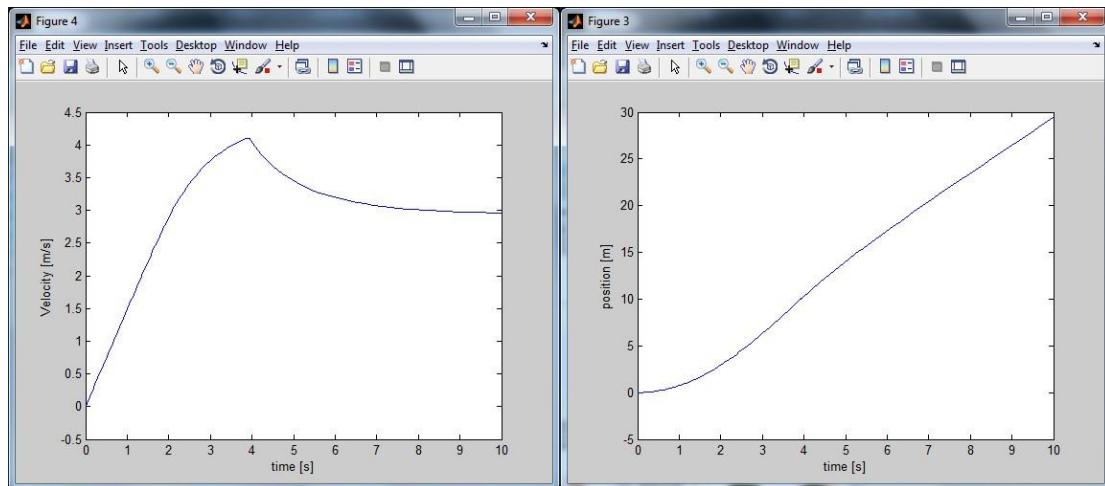 Figure 4
File Edit View Insert Tools Desktop Window Help
4.5
4
3.5
3
2.5
2
1.5
1
0.5
0
-0.5
Velocity [m/s]
0 1 2 3 4 5 6 7 8 9 10
time [s]
Figure 3
File Edit View Insert Tools Desktop Window Help
30
25
20
15
10
5
0
-5
position [m]
0 1 2 3 4 5 6 7 8 9 10
time [s]